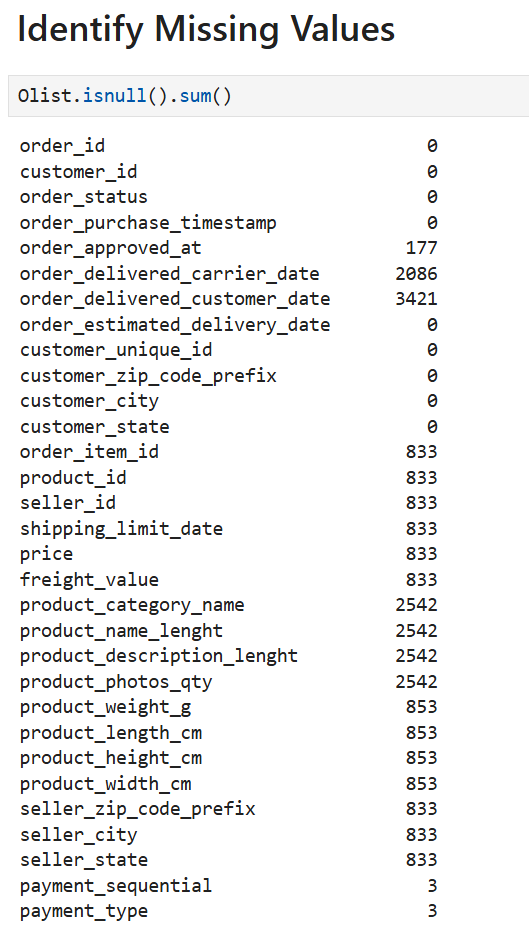 Identify Missing Values
Olist.isnull().sum()
order_id 0
customer_id 0
order_status 0
order_purchase_timestamp 0
order_approved_at 177
order_delivered_carrier_date 2086
order_delivered_customer_date 3421
order_estimated_delivery_date 0
customer_unique_id 0
customer_zip_code_prefix 0
customer_city 0
customer_state 0
order_item_id 833
product_id 833
seller_id 833
shipping_limit_date 833
price 833
freight_value 833
product_category_name 2542
product_name_lenght 2542
product_description_lenght 2542
product_photos_qty 2542
product_weight_g 853
product_length_cm 853
product_height_cm 853
product_width_cm 853
seller_zip_code_prefix 833
seller_city 833
seller_state 833
payment_sequential 3
payment_type 3